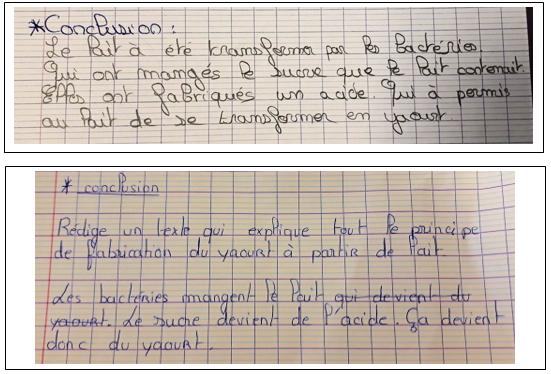 *Conclusion :
Le lait à été transformer par les bactéries.
Qui ont mangés le sucre que le lait contenait.
Elles ont fabriqués un acide. Qui à permis
au lait de se transformer en yaourt.
* conclusion
Rédige un texte qui explique tout le principe
de fabrication du yaourt à partir de lait.
Les bactéries mangent le lait qui devient du
yaourt. Le sucre devient de l'acide. Ça devient
donc du yaourt.